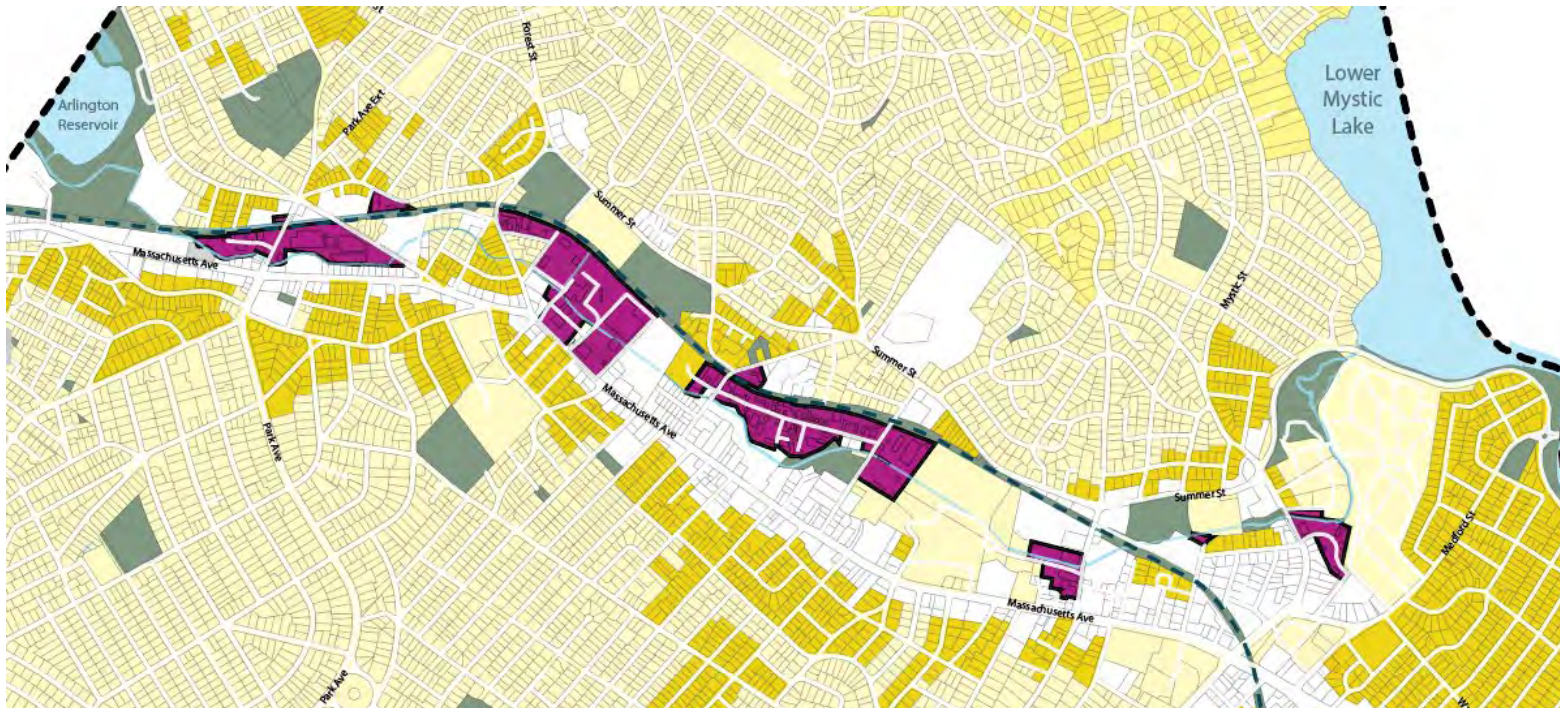 Forest St
Lower
Mystic
Lake
Arlington
Reservoir
Park Ave Ext
Summer St
Massachusetts Ave
Mystic St
Summer St
Massachusetts Ave
Park Ave
Summer St
Medford St
Massachusetts Ave
Park Ave